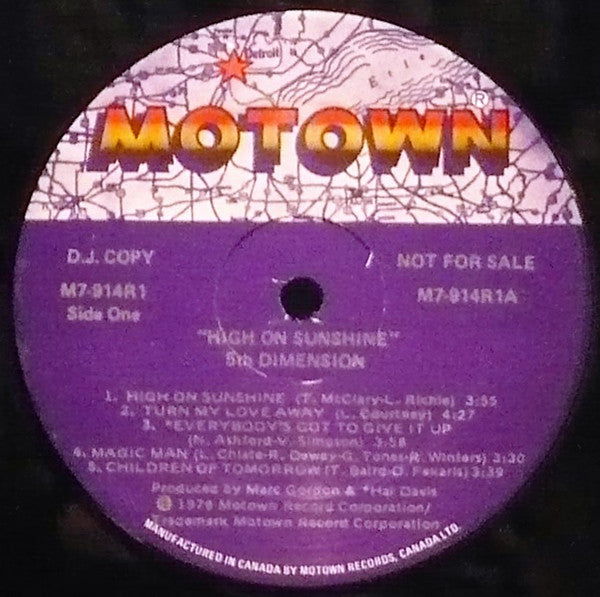 Detroit
Erie
MOTOWN®
D.J. COPY
NOT FOR SALE
M7-914R1
M7-914R1A
Side One
"HIGH ON SUNSHINE"
5th DIMENSION
1. HIGH ON SUNSHINE (T. McClary-L. Richie) 3:55
2. TURN MY LOVE AWAY (L. Courtney) 4:27
3. *EVERYBODY'S GOT TO GIVE IT UP
(N. Ashford-V. Simpson) 3:58
4. MAGIC MAN (L. Chiate-R. Dewey-G. Tones-R. Winters) 3:30
5. CHILDREN OF TOMORROW (T. Baird-D. Fekaris) 3:39
Produced by Marc Gordon & *Hal Davis
℗ 1978 Motown Record Corporation/
Trademark Motown Record Corporation
MANUFACTURED IN CANADA BY MOTOWN RECORDS, CANADA LTD.